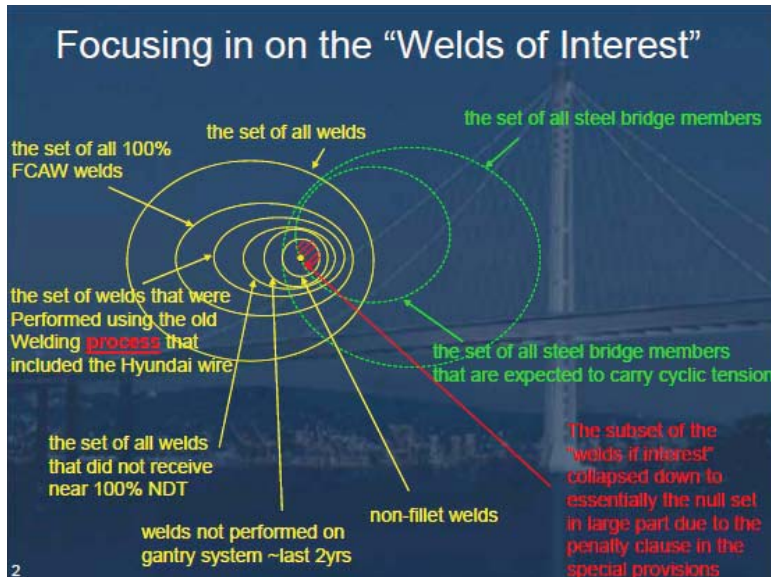 Focusing in on the “Welds of Interest”
the set of all steel bridge members
the set of all welds
the set of all 100%
FCAW welds
the set of welds that were
Performed using the old
Welding process that
included the Hyundai wire
the set of all steel bridge members
that are expected to carry cyclic tension
the set of all welds
that did not receive
near 100% NDT
welds not performed on
gantry system ~last 2yrs
non-fillet welds
The subset of the
“welds if interest”
collapsed down to
essentially the null set
in large part due to the
penalty clause in the
special provisions
2